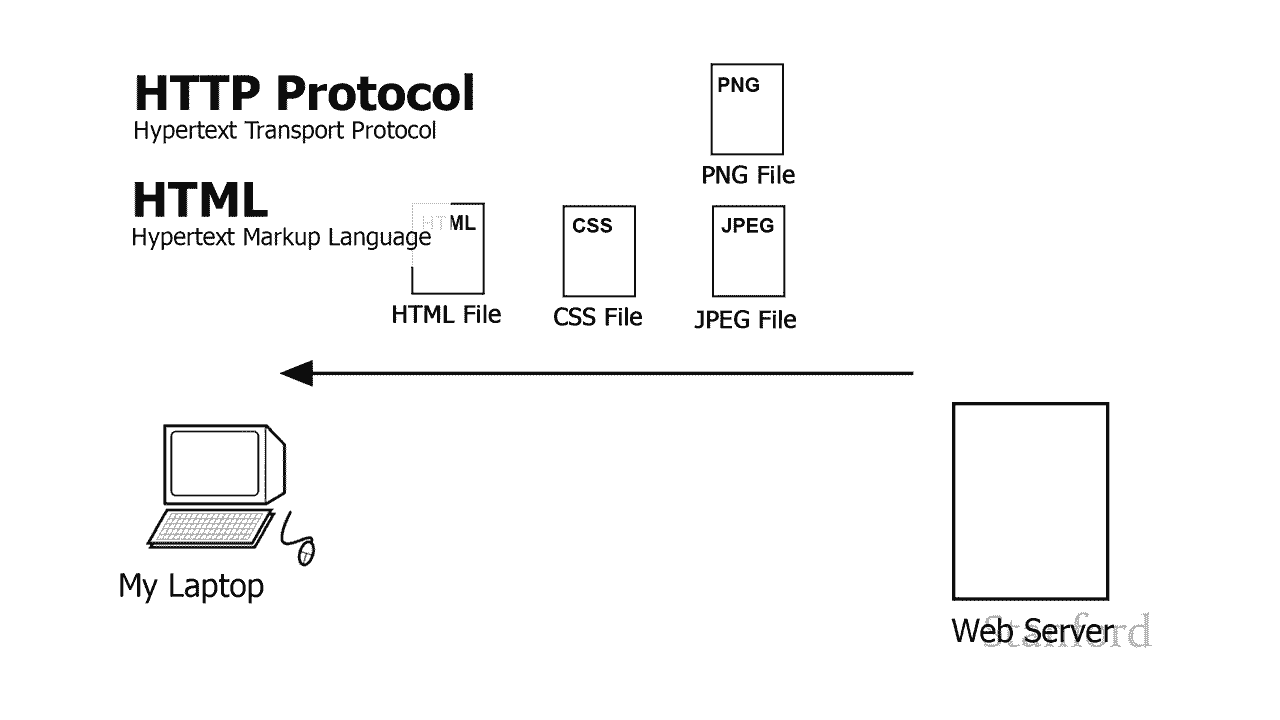 HTTP Protocol
Hypertext Transport Protocol
PNG
PNG File
HTML
Hypertext Markup Language
HTML
HTML File
CSS
CSS File
JPEG
JPEG File
My Laptop
Web Server
Stanford